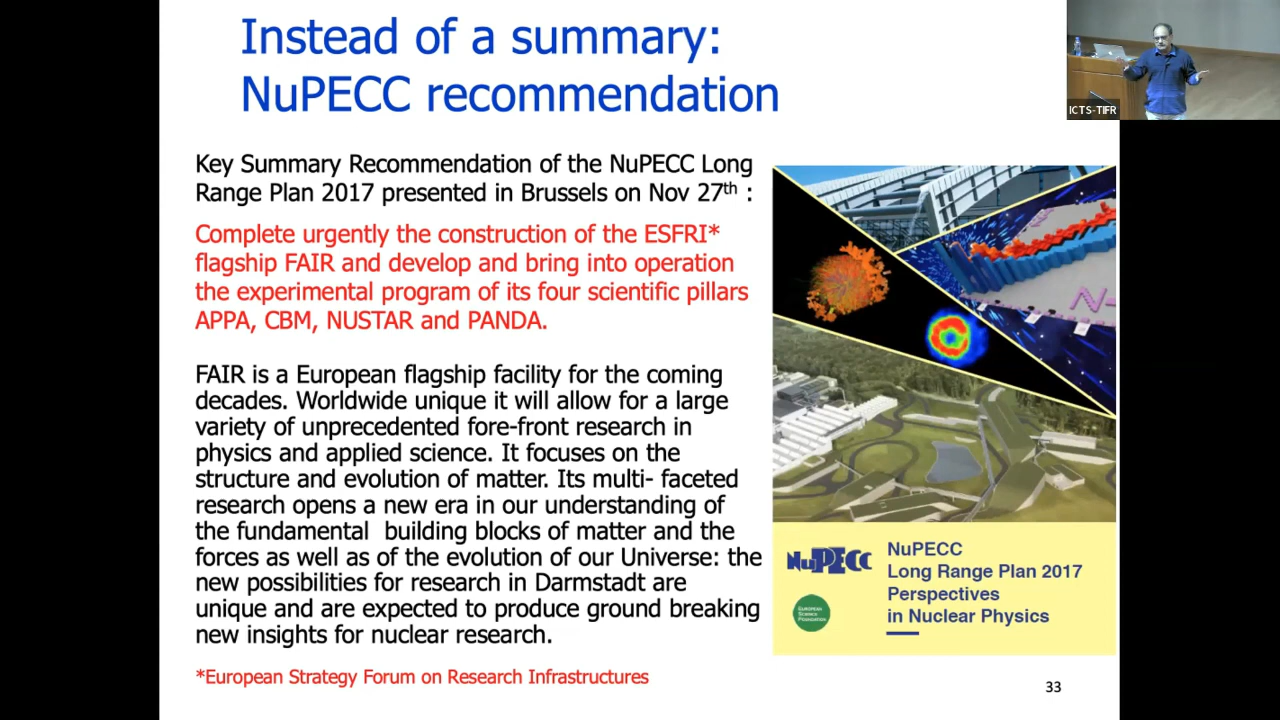 Instead of a summary:
NuPECC recommendation
ICTS-TIFR
Key Summary Recommendation of the NuPECC Long
Range Plan 2017 presented in Brussels on Nov 27th :
Complete urgently the construction of the ESFRI*
flagship FAIR and develop and bring into operation
the experimental program of its four scientific pillars
APPA, CBM, NUSTAR and PANDA.
FAIR is a European flagship facility for the coming
decades. Worldwide unique it will allow for a large
variety of unprecedented fore-front research in
physics and applied science. It focuses on the
structure and evolution of matter. Its multi- faceted
research opens a new era in our understanding of
the fundamental  building blocks of matter and the
forces as well as of the evolution of our Universe: the
new possibilities for research in Darmstadt are
unique and are expected to produce ground breaking
new insights for nuclear research.
*European Strategy Forum on Research Infrastructures
NuPECC
EUROPEAN
SCIENCE
FOUNDATION
NuPECC
Long Range Plan 2017
Perspectives
in Nuclear Physics
33